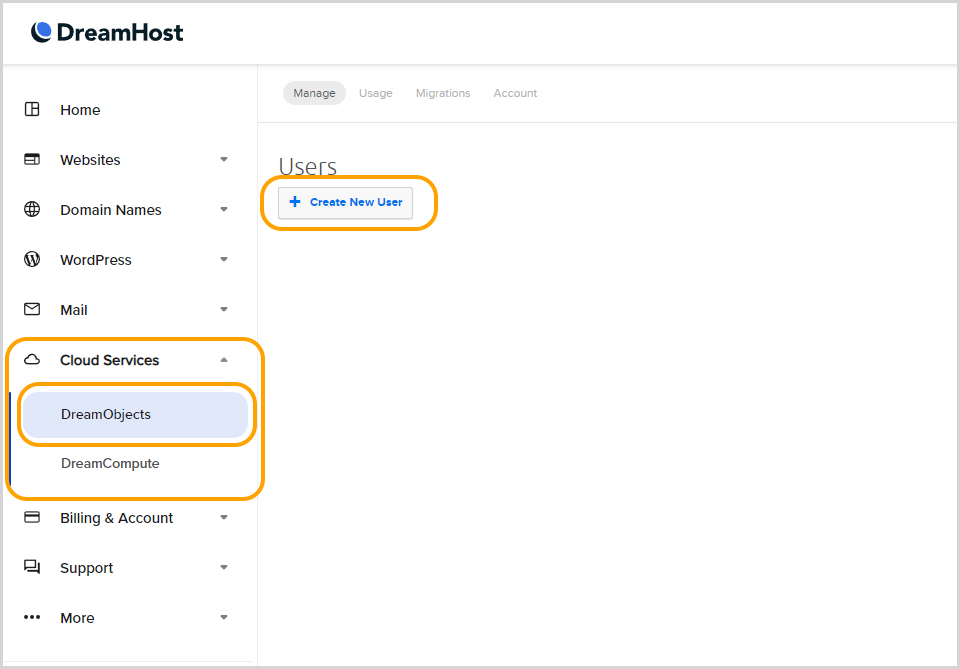 DreamHost
Home
Websites
Domain Names
WordPress
Mail
Cloud Services
DreamObjects
DreamCompute
Billing & Account
Support
More
Manage Usage Migrations Account
Users
Create New User